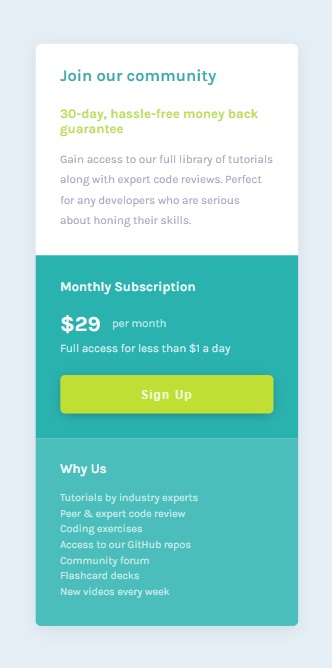 Join our community
30-day, hassle-free money back
guarantee
Gain access to our full library of tutorials
along with expert code reviews. Perfect
for any developers who are serious
about honing their skills.
Monthly Subscription
$29 per month
Full access for less than $1 a day
Sign Up
Why Us
Tutorials by industry experts
Peer & expert code review
Coding exercises
Access to our GitHub repos
Community forum
Flashcard decks
New videos every week